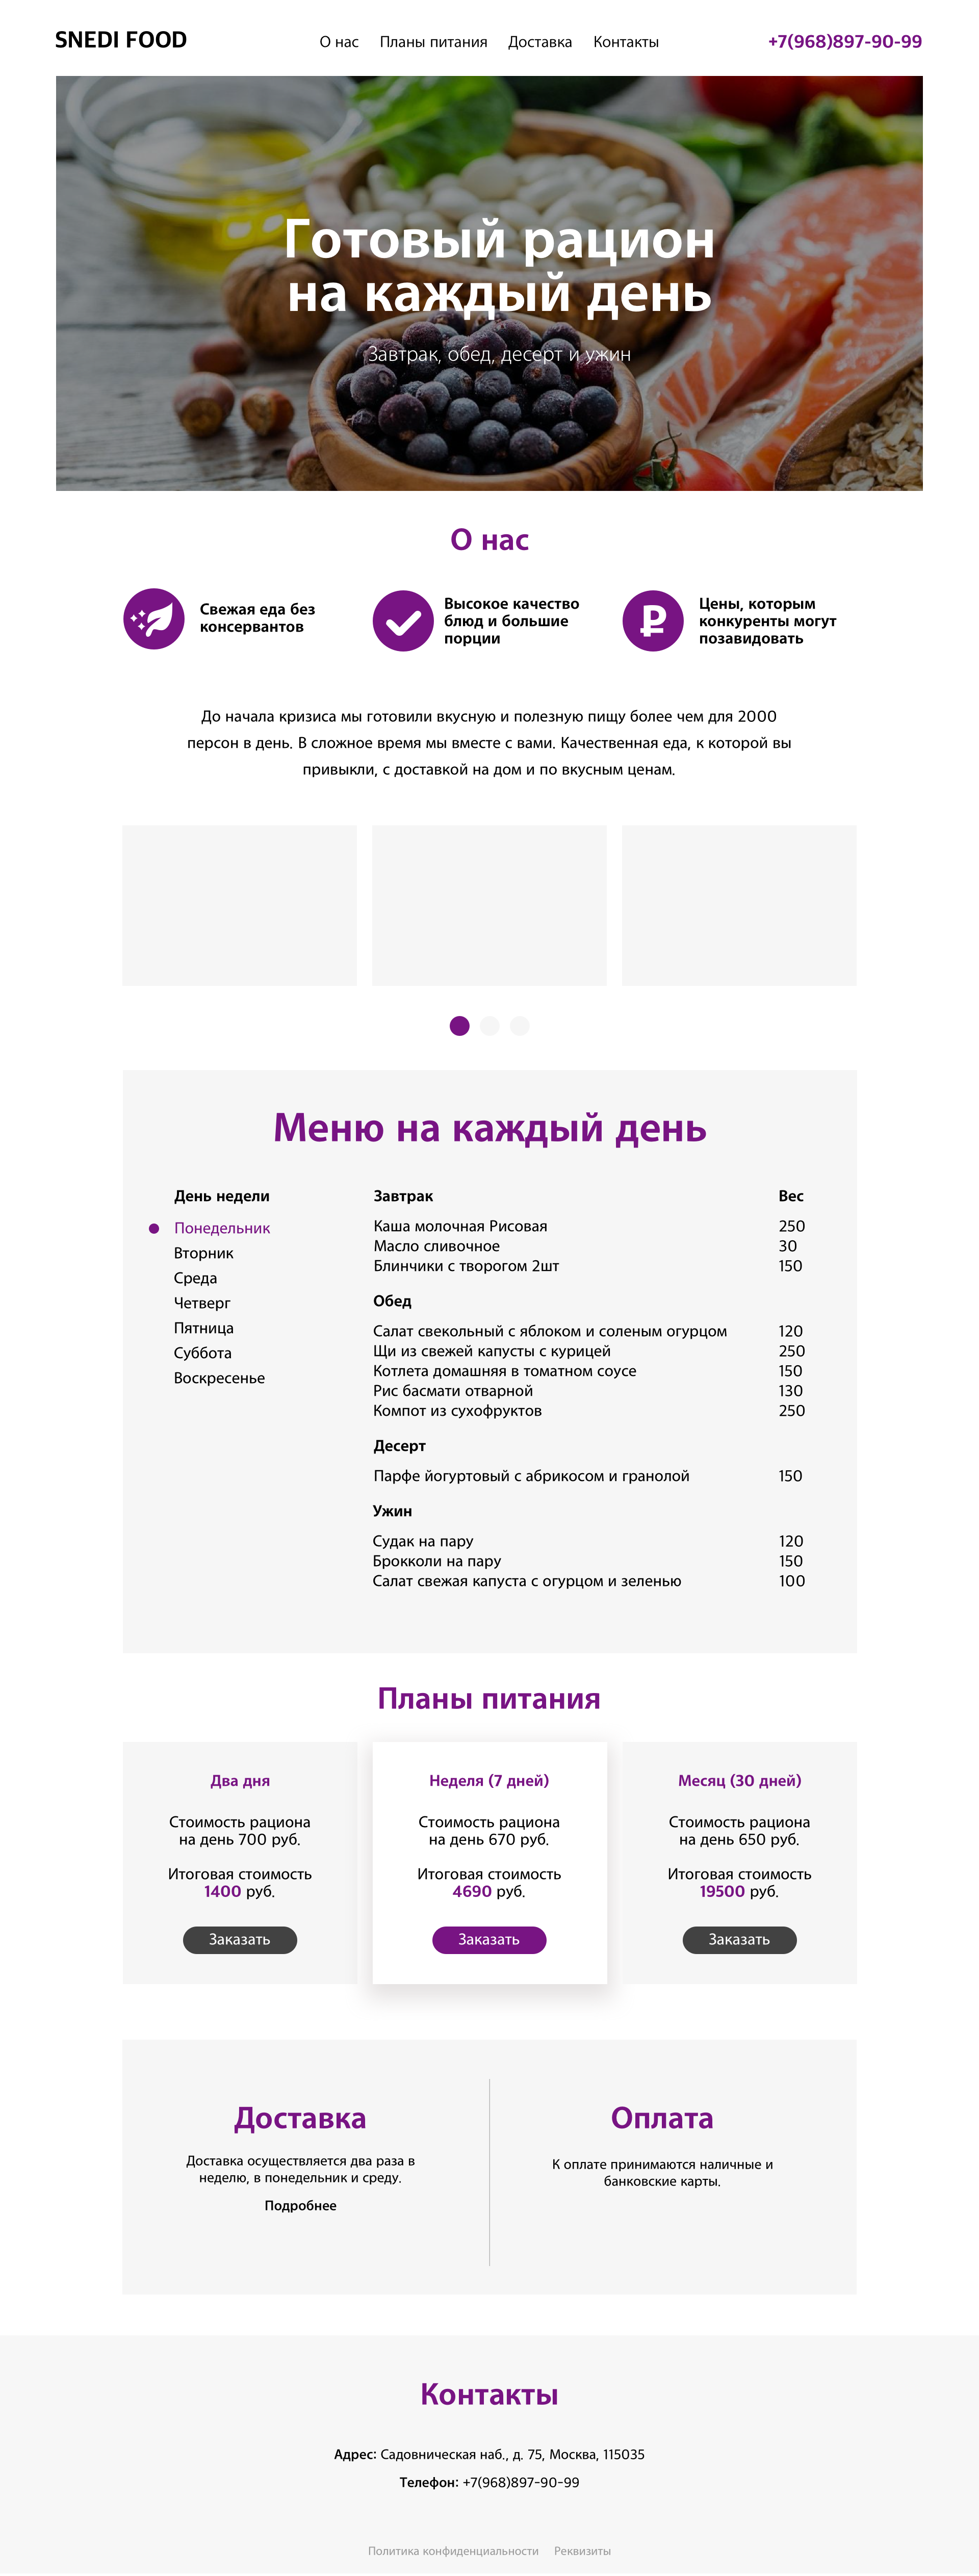 SNEDI FOOD
О нас Планы питания Доставка Контакты
+7(968)897-90-99
Готовый рацион
на каждый день
Завтрак, обед, десерт и ужин
О нас
Свежая еда без
консервантов
Высокое качество
блюд и большие
порции
Цены, которым
конкуренты могут
позавидовать
До начала кризиса мы готовили вкусную и полезную пищу более чем для 2000
персон в день. В сложное время мы вместе с вами. Качественная еда, к которой вы
привыкли, с доставкой на дом и по вкусным ценам.
Меню на каждый день
День недели
Понедельник
Вторник
Среда
Четверг
Пятница
Суббота
Воскресенье
Завтрак Вес
Каша молочная Рисовая 250
Масло сливочное 30
Блинчики с творогом 2шт 150
Обед
Салат свекольный с яблоком и соленым огурцом 120
Щи из свежей капусты с курицей 250
Котлета домашняя в томатном соусе 150
Рис басмати отварной 130
Компот из сухофруктов 250
Десерт
Парфе йогуртовый с абрикосом и гранолой 150
Ужин
Судак на пару 120
Брокколи на пару 150
Салат свежая капуста с огурцом и зеленью 100
Планы питания
Два дня
Стоимость рациона
на день 700 руб.
Итоговая стоимость
1400 руб.
Заказать
Неделя (7 дней)
Стоимость рациона
на день 670 руб.
Итоговая стоимость
4690 руб.
Заказать
Месяц (30 дней)
Стоимость рациона
на день 650 руб.
Итоговая стоимость
19500 руб.
Заказать
Доставка
Доставка осуществляется два раза в
неделю, в понедельник и среду.
Подробнее
Оплата
К оплате принимаются наличные и
банковские карты.
Контакты
Адрес: Садовническая наб., д. 75, Москва, 115035
Телефон: +7(968)897-90-99
Политика конфиденциальности Реквизиты